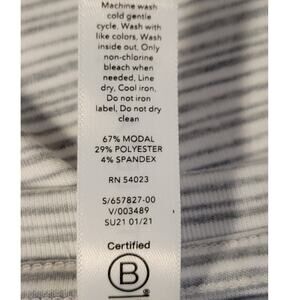 Machine wash
cold gentle
cycle, Wash with
like colors, Wash
inside out, Only
non-chlorine
bleach when
needed, Line
dry, Cool iron,
Do not iron
label, Do not dry
clean
67% MODAL
29% POLYESTER
4% SPANDEX
RN 54023
S/657827-00
V/003489
SU21 01/21
Certified
B
®